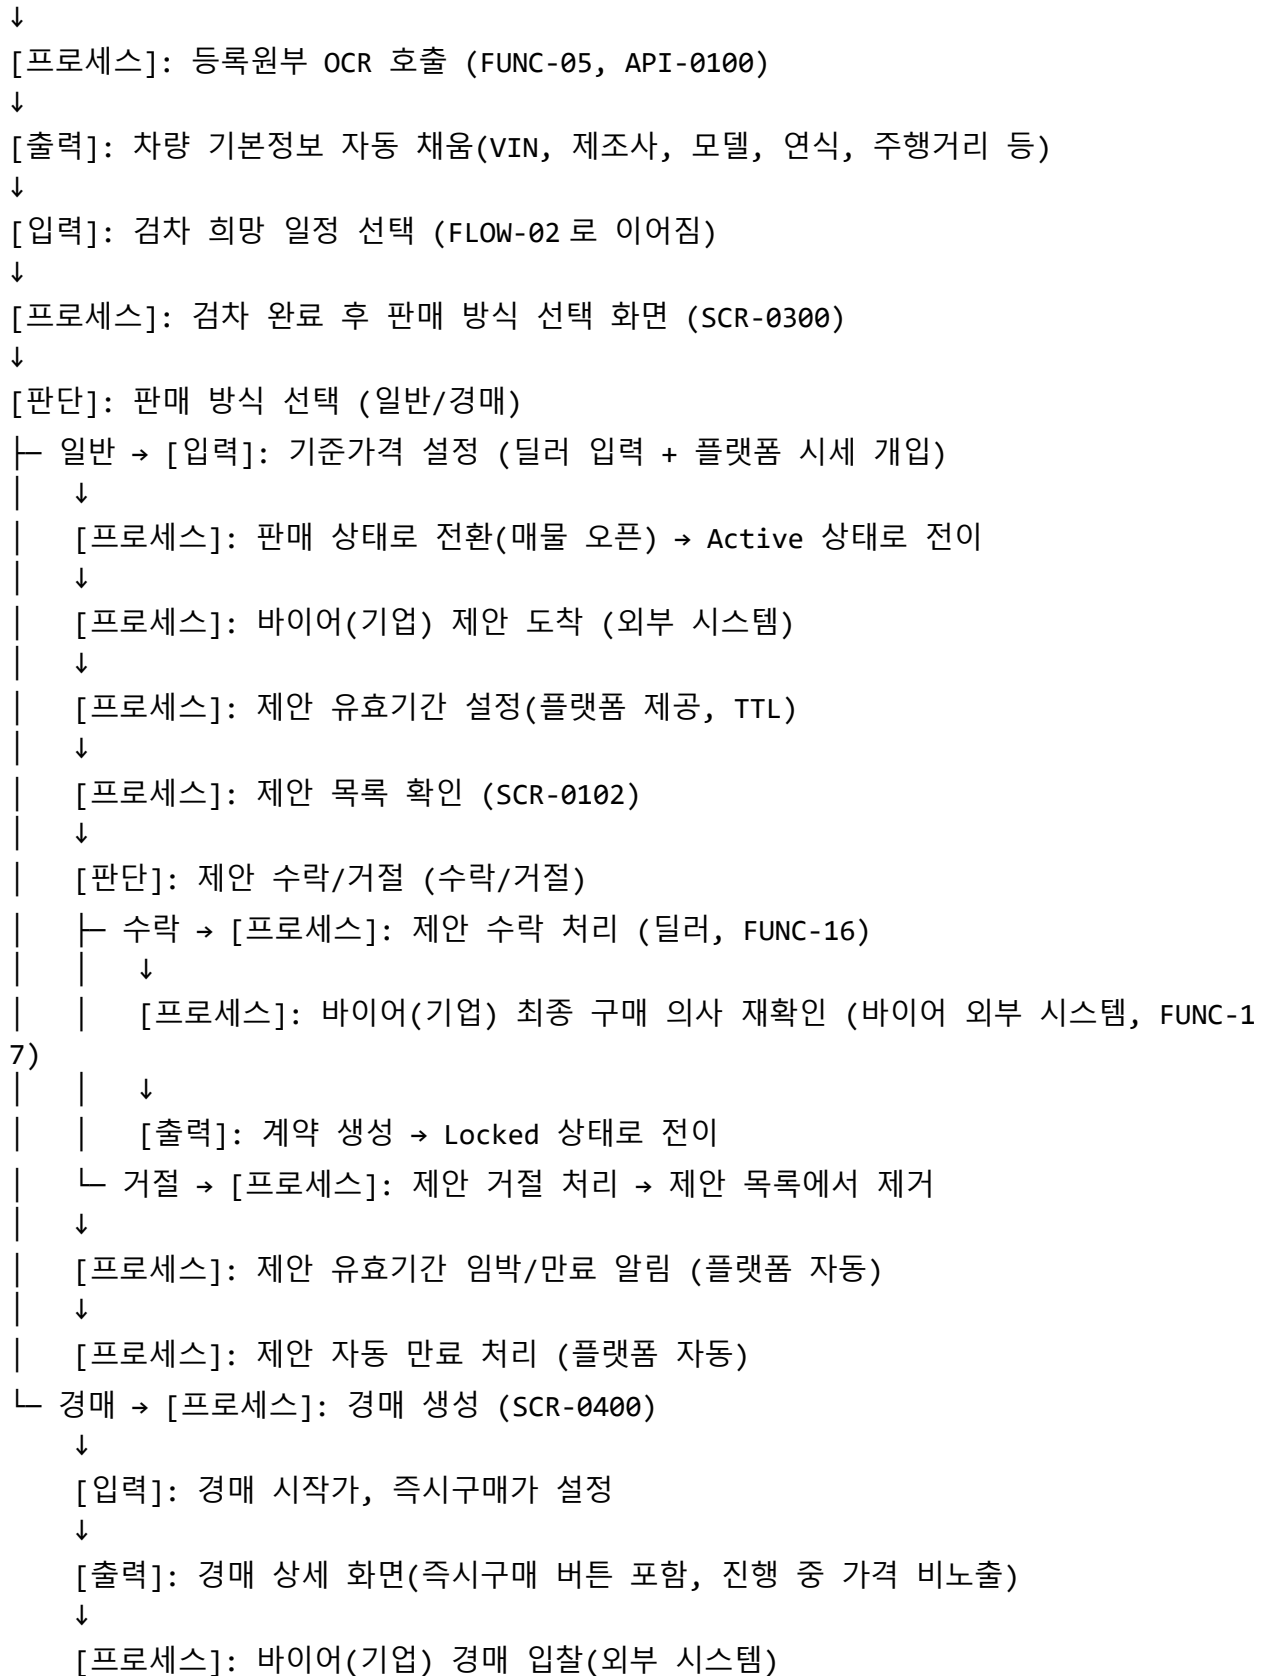 ↓
[프로세스]: 등록원부 OCR 호출 (FUNC-05, API-0100)
↓
[출력]: 차량 기본정보 자동 채움(VIN, 제조사, 모델, 연식, 주행거리 등)
↓
[입력]: 검차 희망 일정 선택 (FLOW-02로 이어짐)
↓
[프로세스]: 검차 완료 후 판매 방식 선택 화면 (SCR-0300)
↓
[판단]: 판매 방식 선택 (일반/경매)
├─ 일반 → [입력]: 기준가격 설정 (딜러 입력 + 플랫폼 시세 개입)
│   ↓
│   [프로세스]: 판매 상태로 전환(매물 오픈) → Active 상태로 전이
│   ↓
│   [프로세스]: 바이어(기업) 제안 도착 (외부 시스템)
│   ↓
│   [프로세스]: 제안 유효기간 설정(플랫폼 제공, TTL)
│   ↓
│   [프로세스]: 제안 목록 확인 (SCR-0102)
│   ↓
│   [판단]: 제안 수락/거절 (수락/거절)
│   ├─ 수락 → [프로세스]: 제안 수락 처리 (딜러, FUNC-16)
│   │   ↓
│   │   [프로세스]: 바이어(기업) 최종 구매 의사 재확인 (바이어 외부 시스템, FUNC-1
7)
│   │   ↓
│   │   [출력]: 계약 생성 → Locked 상태로 전이
│   └─ 거절 → [프로세스]: 제안 거절 처리 → 제안 목록에서 제거
│   ↓
│   [프로세스]: 제안 유효기간 임박/만료 알림 (플랫폼 자동)
│   ↓
│   [프로세스]: 제안 자동 만료 처리 (플랫폼 자동)
└─ 경매 → [프로세스]: 경매 생성 (SCR-0400)
    ↓
    [입력]: 경매 시작가, 즉시구매가 설정
    ↓
    [출력]: 경매 상세 화면(즉시구매 버튼 포함, 진행 중 가격 비노출)
    ↓
    [프로세스]: 바이어(기업) 경매 입찰(외부 시스템)